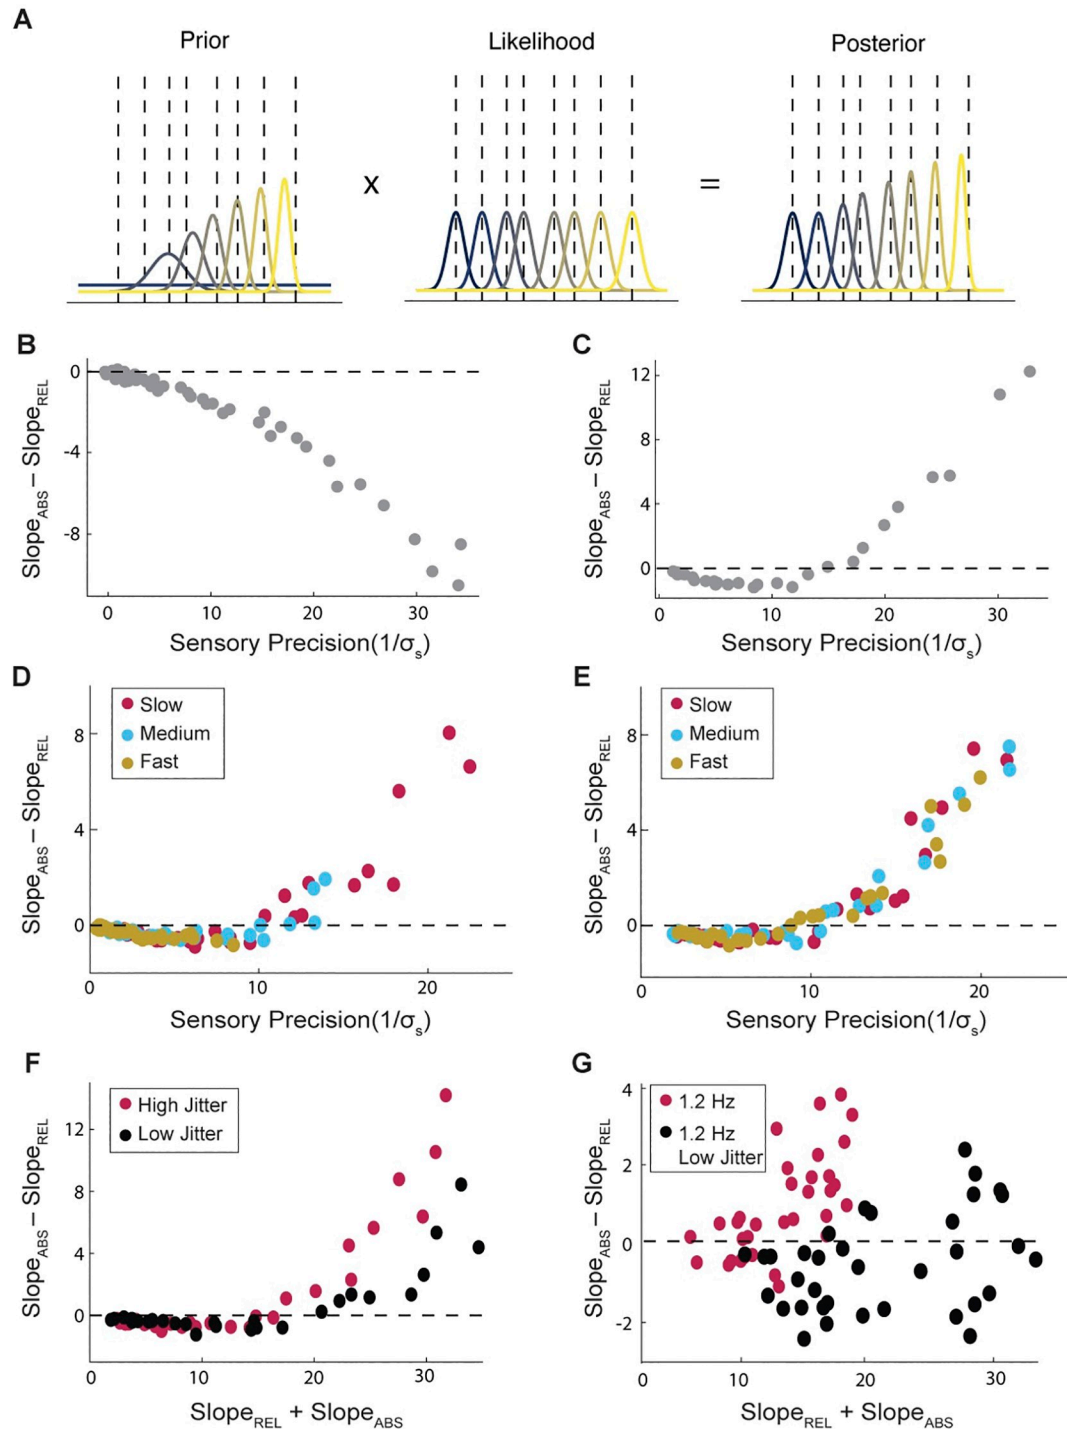 A
Prior
Likelihood
Posterior
x
=
B
Slope_ABS – Slope_REL
0
-4
-8
0 10 20 30
Sensory Precision(1/σ_s)
C
Slope_ABS – Slope_REL
12
8
4
0
0 10 20 30
Sensory Precision(1/σ_s)
D
Slow
Medium
Fast
Slope_ABS – Slope_REL
8
4
0
0 10 20
Sensory Precision(1/σ_s)
E
Slow
Medium
Fast
Slope_ABS – Slope_REL
8
4
0
0 10 20
Sensory Precision(1/σ_s)
F
High Jitter
Low Jitter
Slope_ABS – Slope_REL
12
8
4
0
0 10 20 30
Slope_REL + Slope_ABS
G
1.2 Hz
1.2 Hz
Low Jitter
Slope_ABS – Slope_REL
4
2
0
-2
0 10 20 30
Slope_REL + Slope_ABS